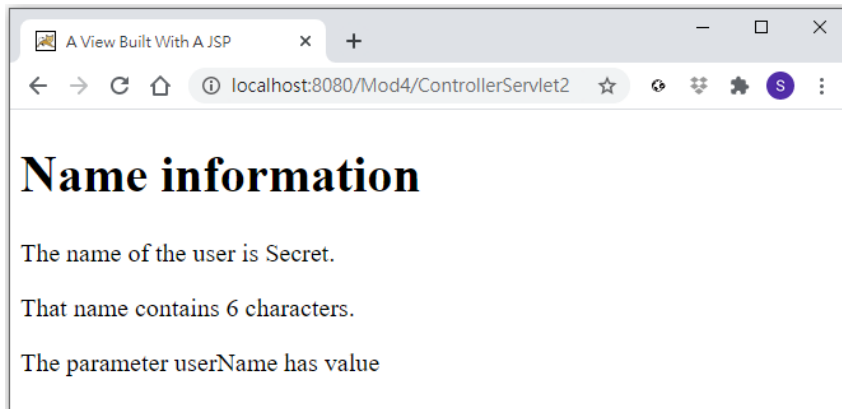 A View Built With A JSP
localhost:8080/Mod4/ControllerServlet2
S
Name information
The name of the user is Secret.
That name contains 6 characters.
The parameter userName has value